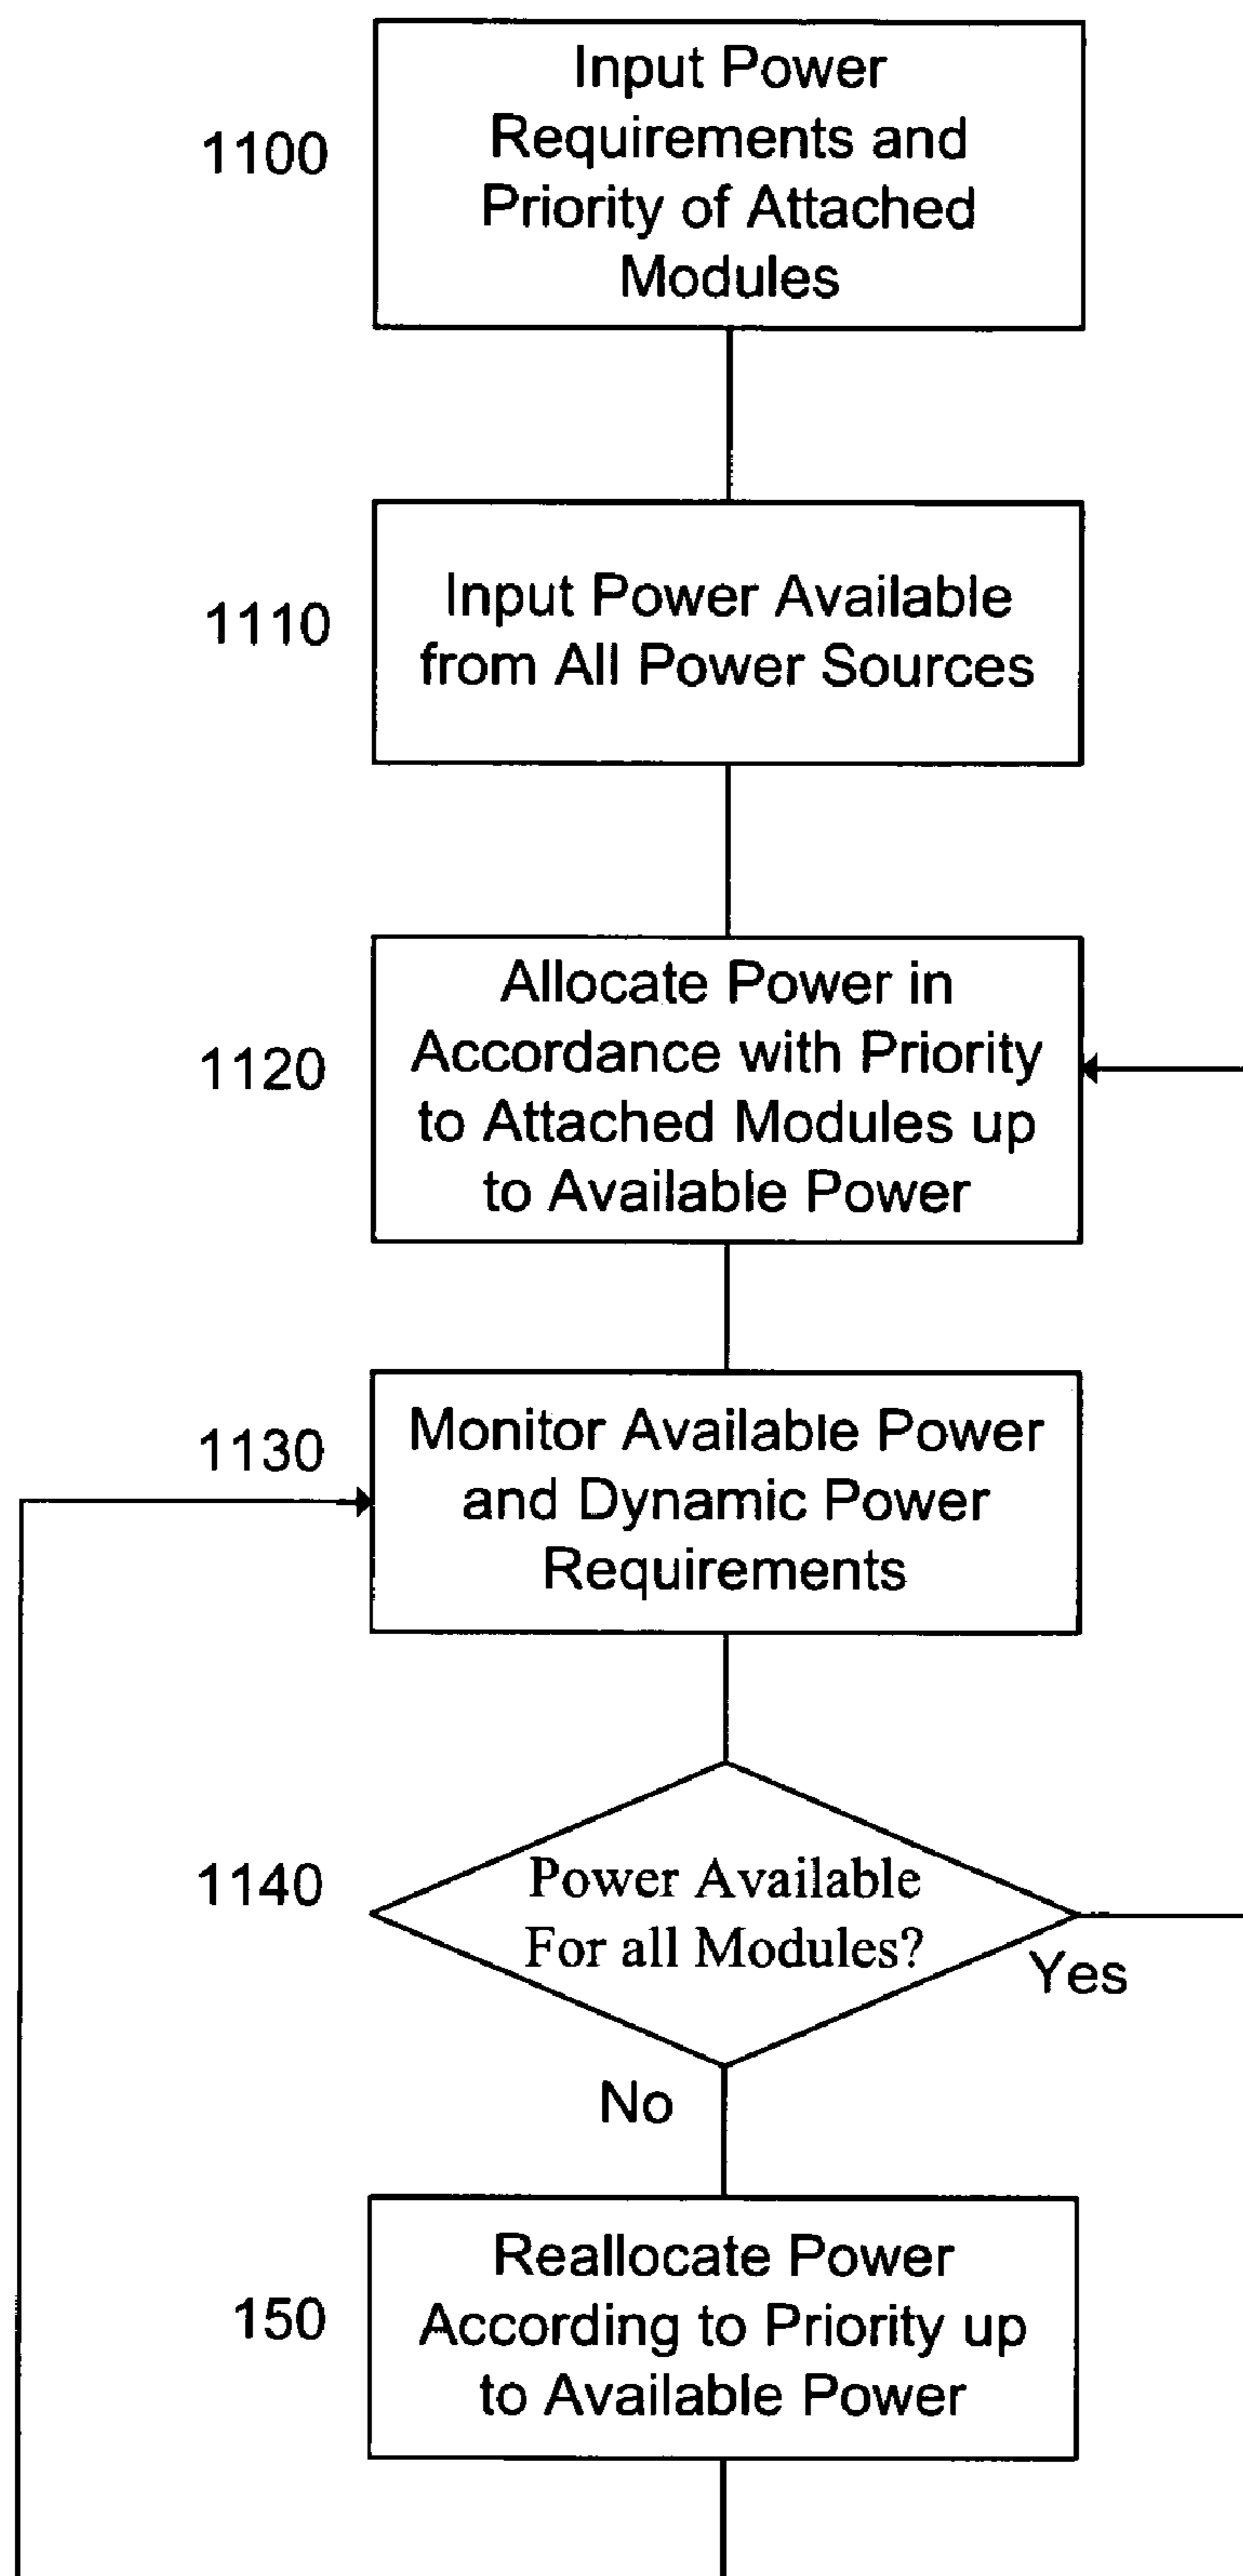 Input Power
Requirements and
Priority of Attached
Modules
1100
Input Power Available
from All Power Sources
1110
Allocate Power in
Accordance with Priority
to Attached Modules up
to Available Power
1120
Monitor Available Power
and Dynamic Power
Requirements
1130
Power Available
For all Modules?
1140
Yes
No
Reallocate Power
According to Priority up
to Available Power
150